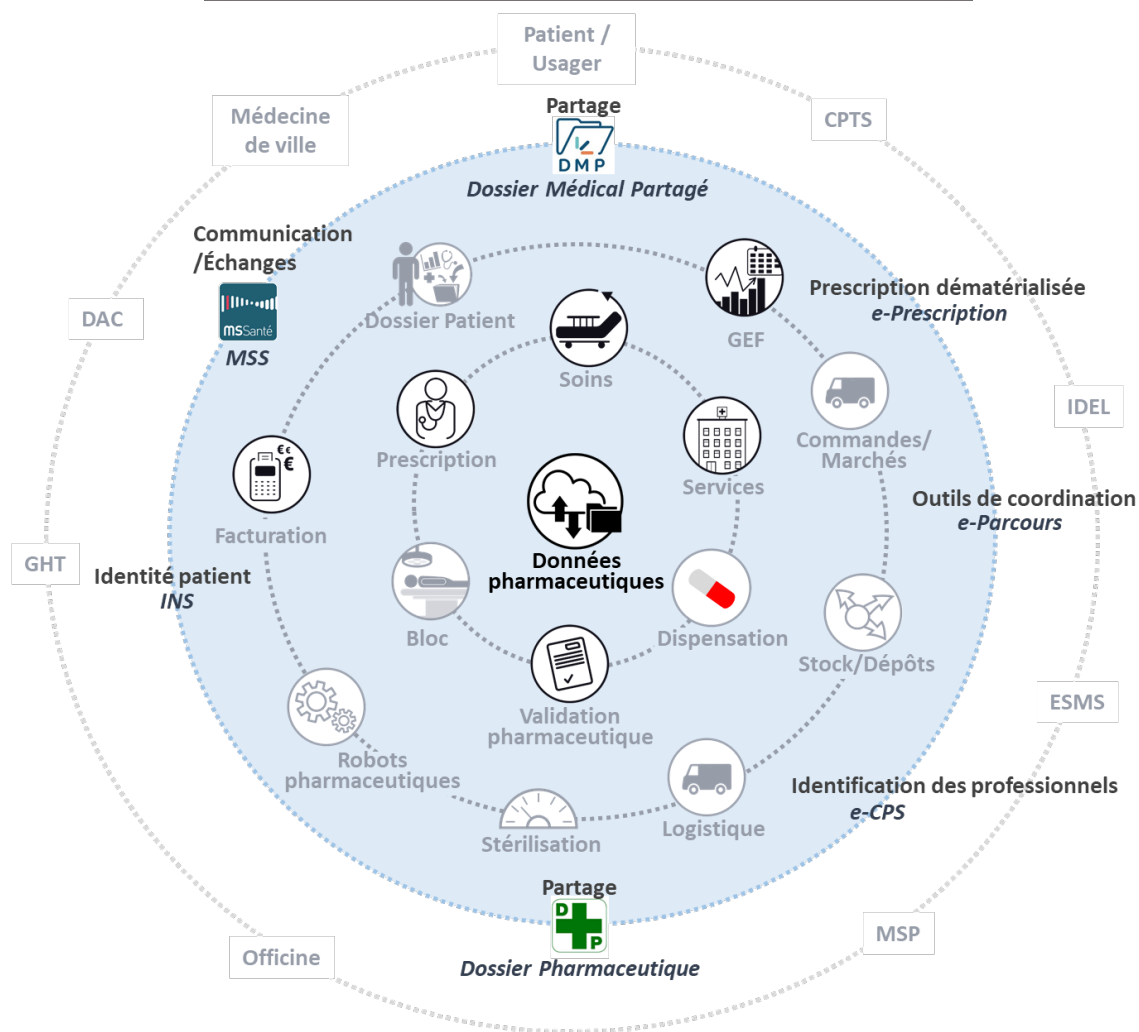 Patient /
Usager
Partage
DMP
Dossier Médical Partagé
CPTS
Médecine
de ville
Communication
/Échanges
msSanté
MSS
DAC
Dossier Patient
GEF
Prescription dématérialisée
e-Prescription
Soins
Commandes/
Marchés
IDEL
Prescription
Services
€ €
€
Facturation
Outils de coordination
e-Parcours
Données
pharmaceutiques
GHT
Identité patient
INS
Bloc
Dispensation
Stock/Dépôts
Validation
pharmaceutique
ESMS
Robots
pharmaceutiques
Identification des professionnels
e-CPS
Stérilisation
Logistique
Partage
D
P
Dossier Pharmaceutique
MSP
Officine